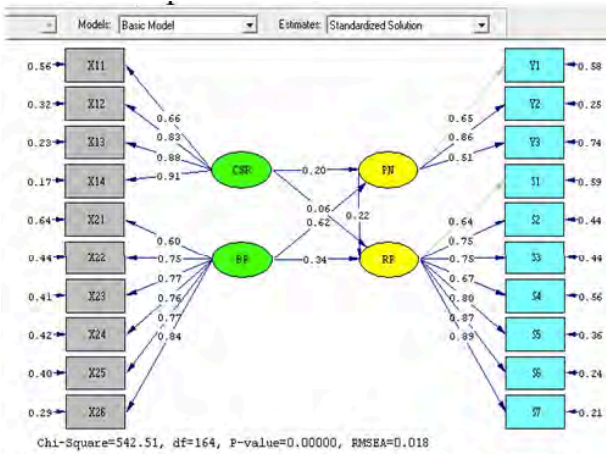 Models: Basic Model Estimates: Standardized Solution
0.56 X11 Y1 0.58
0.66 0.65
0.32 X12 Y2 0.25
0.83 0.86
0.23 X13 Y3 0.74
0.88 0.51
0.91 CSR 0.20 PN
0.17 X14 S1 0.59
0.06 0.22
0.62
0.64 X21 S2 0.44
0.60 0.64
0.75 0.75
0.44 X22 BP 0.34 RP S3 0.44
0.77 0.75
0.76 0.67
0.41 X23 S4 0.56
0.77 0.80
0.84 0.87
0.42 X24 S5 0.36
0.89
0.40 X25 S6 0.24
0.29 X26 S7 0.21
Chi-Square=542.51, df=164, P-value=0.00000, RMSEA=0.018